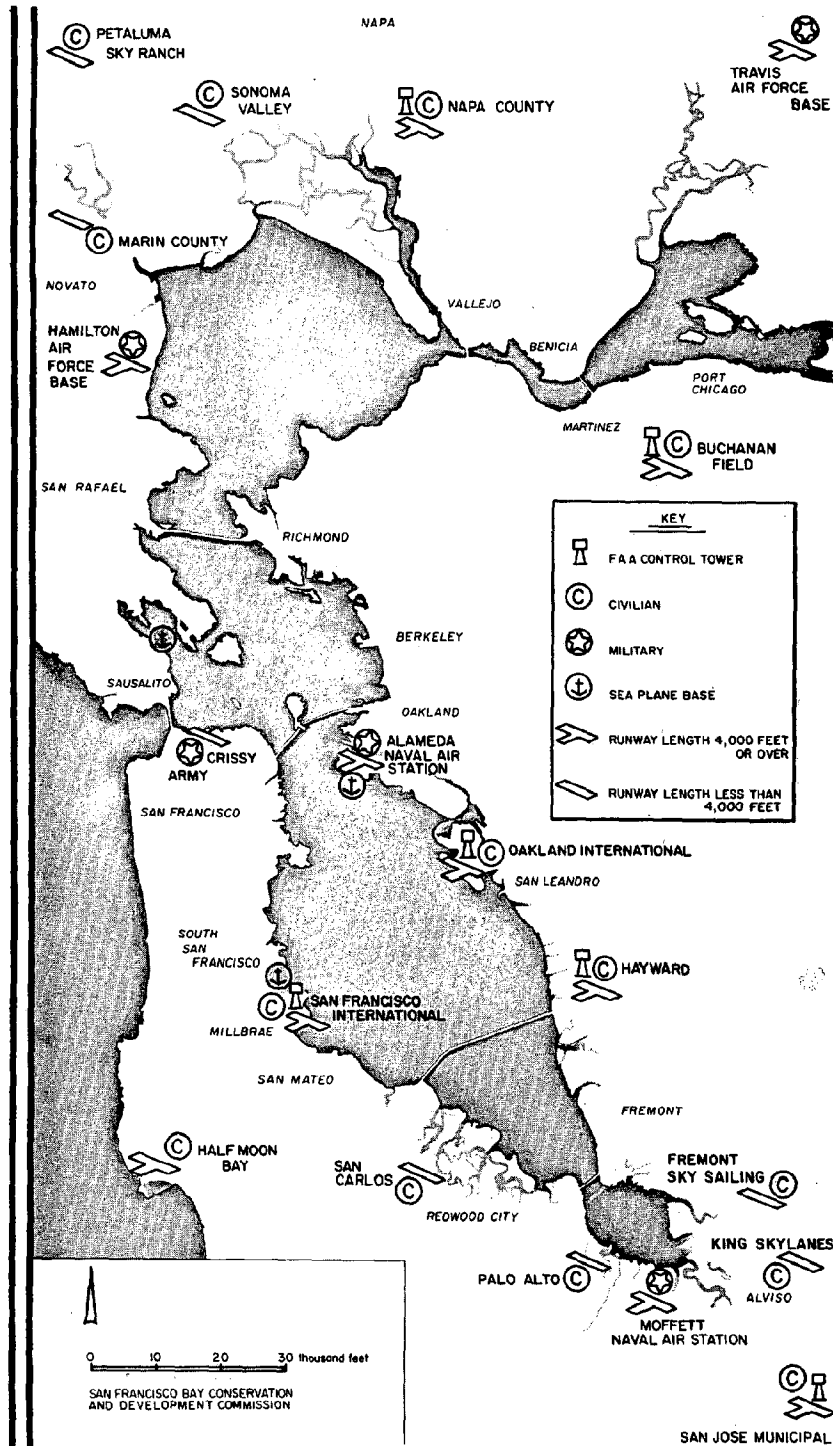 NAPA
PETALUMA
SKY RANCH
TRAVIS
AIR FORCE
BASE
SONOMA
VALLEY
NAPA COUNTY
MARIN COUNTY
NOVATO
VALLEJO
HAMILTON
AIR
FORCE
BASE
BENICIA
PORT
CHICAGO
MARTINEZ
BUCHANAN
FIELD
SAN RAFAEL
RICHMOND
KEY
FAA CONTROL TOWER
C CIVILIAN
MILITARY
SEA PLANE BASE
RUNWAY LENGTH 4,000 FEET
OR OVER
RUNWAY LENGTH LESS THAN
4,000 FEET
BERKELEY
SAUSALITO
OAKLAND
ALAMEDA
NAVAL AIR
STATION
CRISSY
ARMY
SAN FRANCISCO
OAKLAND INTERNATIONAL
SAN LEANDRO
SOUTH
SAN
FRANCISCO
HAYWARD
SAN FRANCISCO
INTERNATIONAL
MILLBRAE
SAN MATEO
FREMONT
HALF MOON
BAY
SAN
CARLOS
FREMONT
SKY SAILING
REDWOOD CITY
KING SKYLANES
PALO ALTO
ALVISO
MOFFETT
NAVAL AIR STATION
0 10 20 30 thousand feet
SAN FRANCISCO BAY CONSERVATION
AND DEVELOPMENT COMMISSION
SAN JOSE MUNICIPAL